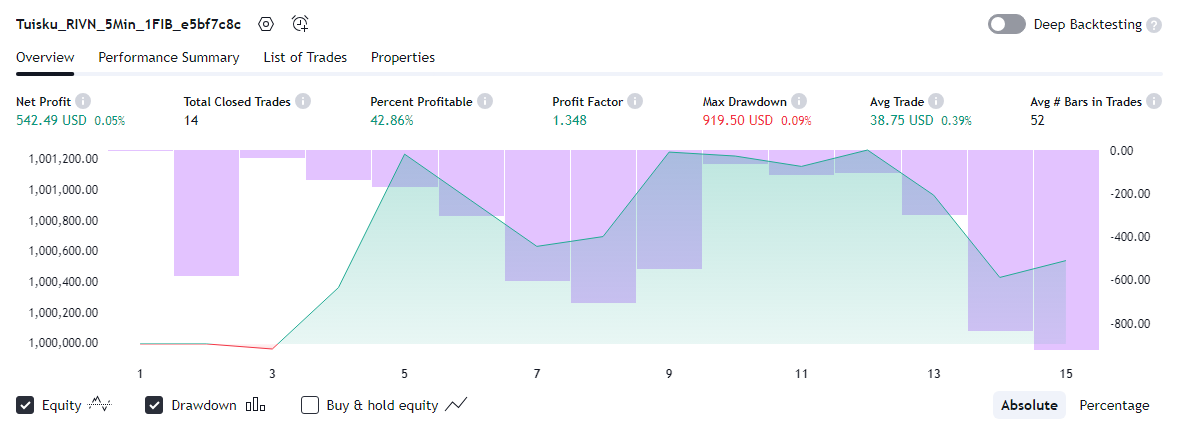 Tuisku_RIVN_5Min_1FIB_e5bf7c8c
Deep Backtesting ?
Overview Performance Summary List of Trades Properties
Net Profit Total Closed Trades Percent Profitable Profit Factor Max Drawdown Avg Trade Avg # Bars in Trades
542.49 USD 0.05% 14 42.86% 1.348 919.50 USD 0.09% 38.75 USD 0.39% 52
1,001,200.00
1,001,000.00
1,000,800.00
1,000,600.00
1,000,400.00
1,000,200.00
1,000,000.00
0.00
-200.00
-400.00
-600.00
-800.00
1 3 5 7 9 11 13 15
Equity Drawdown Buy & hold equity Absolute Percentage